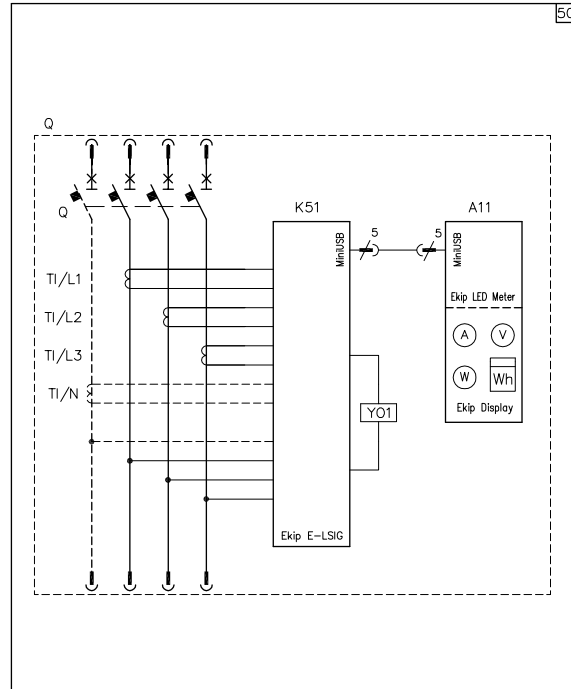 50
Q
Q
K51
A11
MiniUSB
5
5
MiniUSB
TI/L1
Ekip LED Meter
TI/L2
A
V
TI/L3
W
Wh
TI/N
YO1
Ekip Display
Ekip E-LSIG